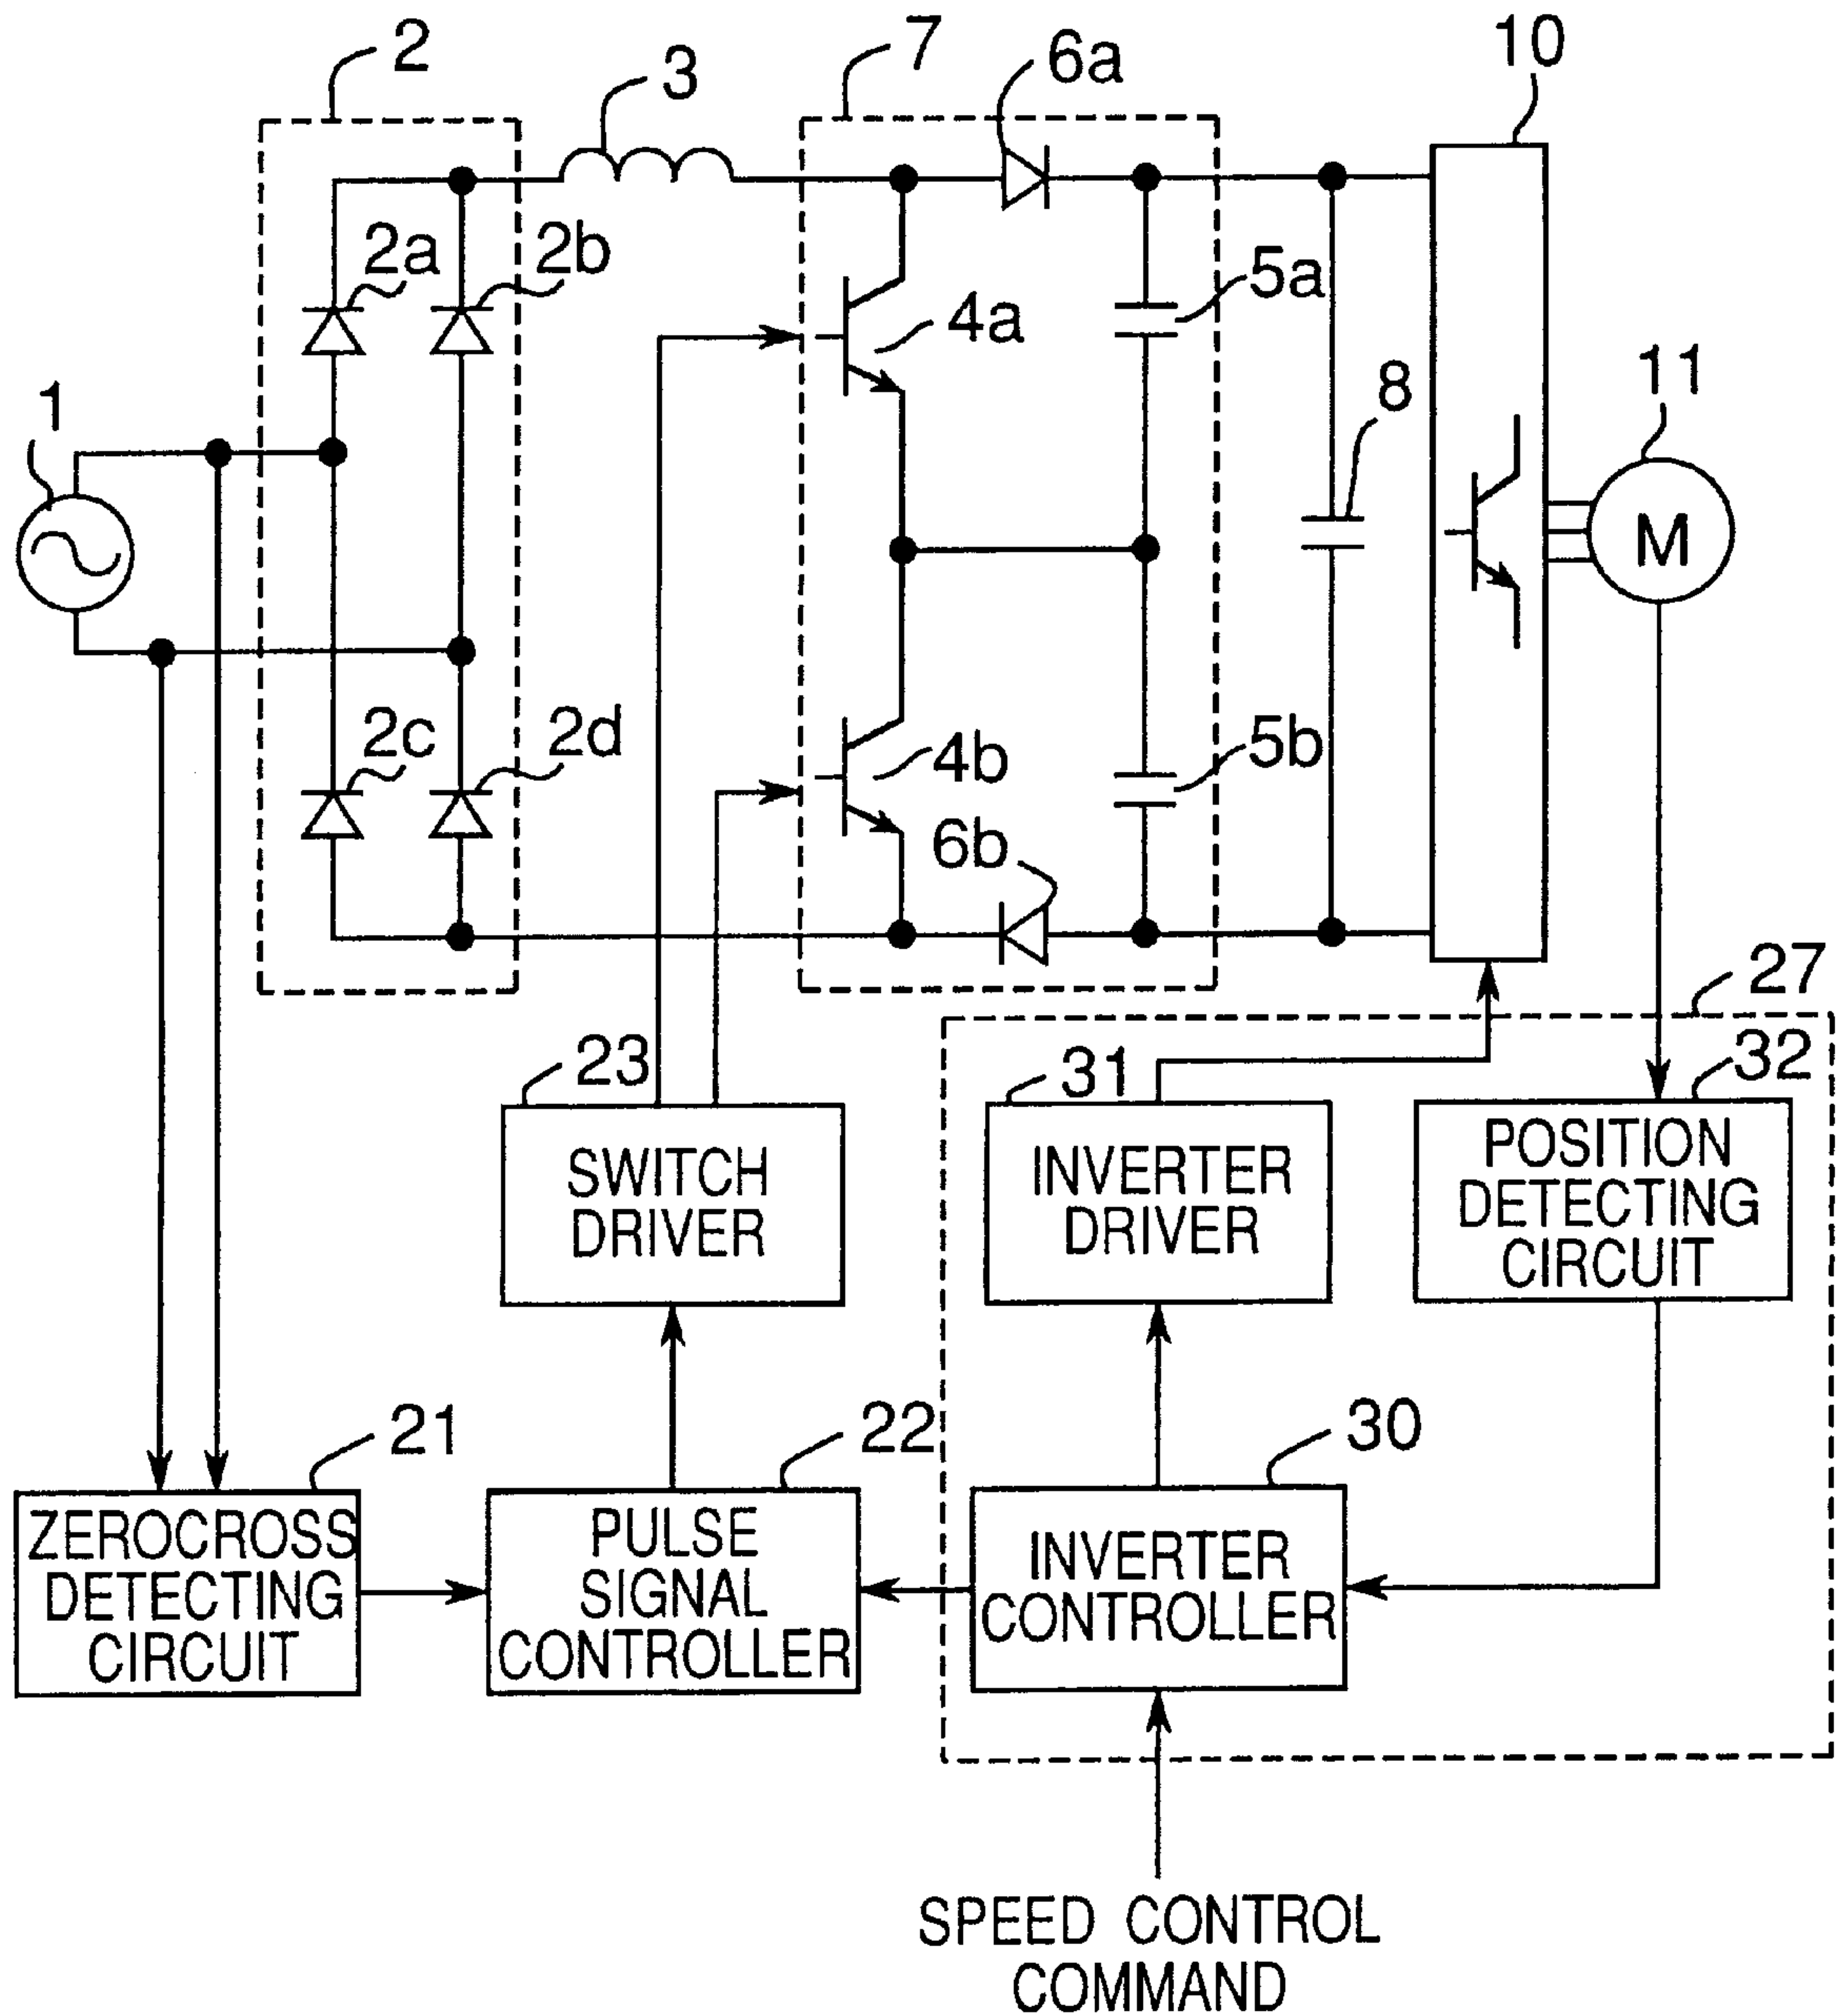 2
3
7
6a
10
2a
2b
5a
4a
8
11
1
M
2c
2d
4b
5b
6b
27
23
31
32
SWITCH
DRIVER
INVERTER
DRIVER
POSITION
DETECTING
CIRCUIT
21
22
30
ZEROCROSS
DETECTING
CIRCUIT
PULSE
SIGNAL
CONTROLLER
INVERTER
CONTROLLER
SPEED CONTROL
COMMAND